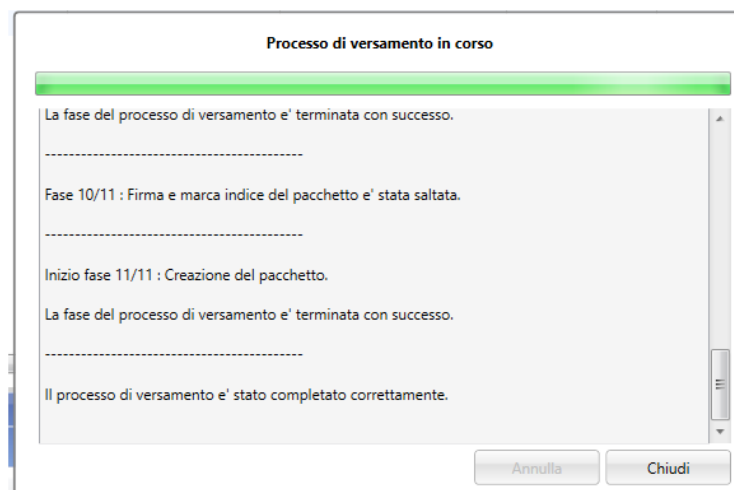 Processo di versamento in corso
La fase del processo di versamento e' terminata con successo.
-------------------------------------------
Fase 10/11 : Firma e marca indice del pacchetto e' stata saltata.
-------------------------------------------
Inizio fase 11/11 : Creazione del pacchetto.
La fase del processo di versamento e' terminata con successo.
-------------------------------------------
Il processo di versamento e' stato completato correttamente.
Annulla
Chiudi